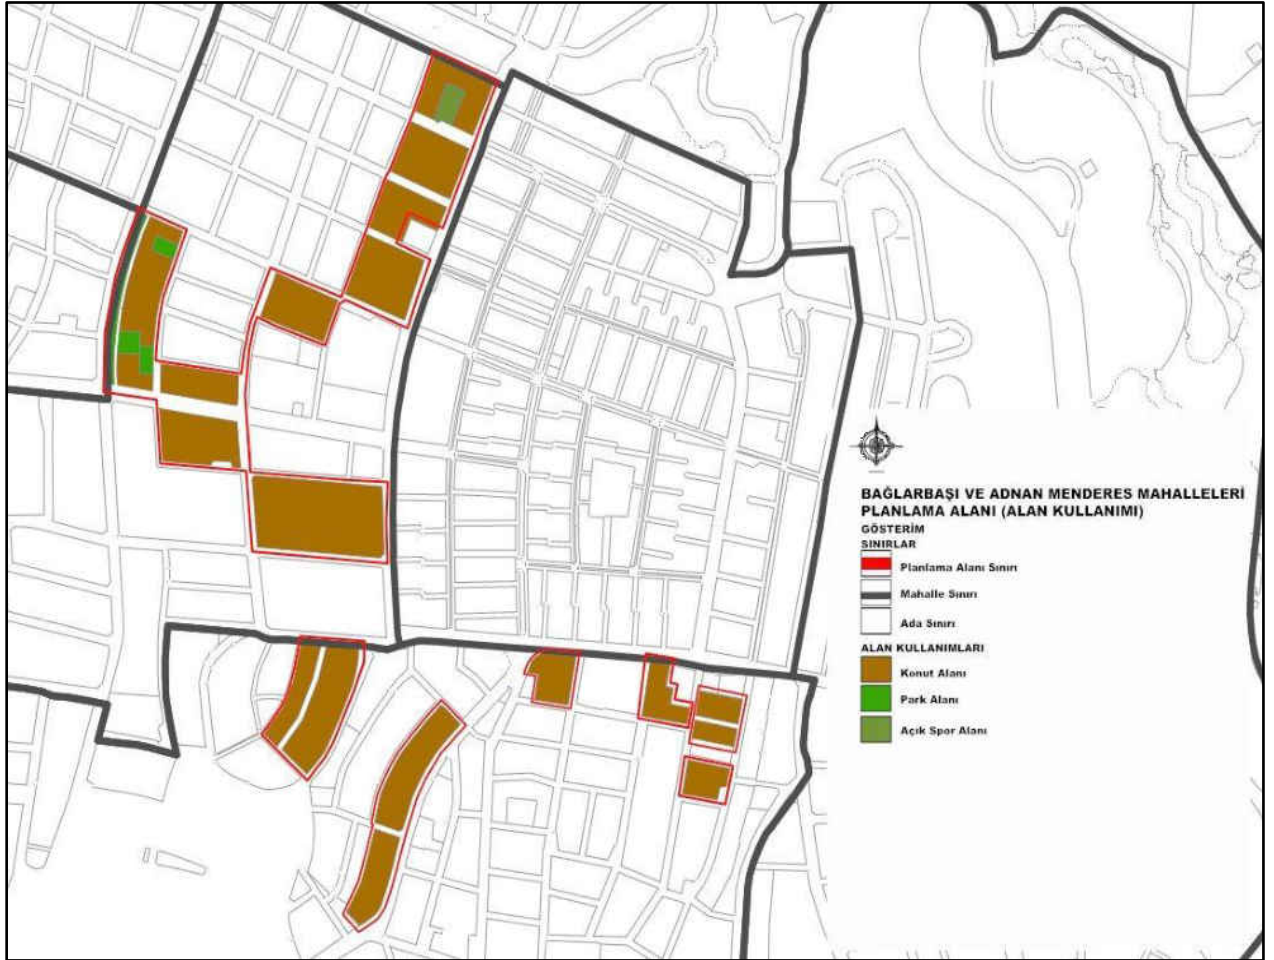 BAĞLARBAŞI VE ADNAN MENDERES MAHALLELERİ
PLANLAMA ALANI (ALAN KULLANIMI)
GÖSTERİM
SINIRLAR
Planlama Alanı Sınırı
Mahalle Sınırı
Ada Sınırı
ALAN KULLANIMLARI
Konut Alanı
Park Alanı
Açık Spor Alanı